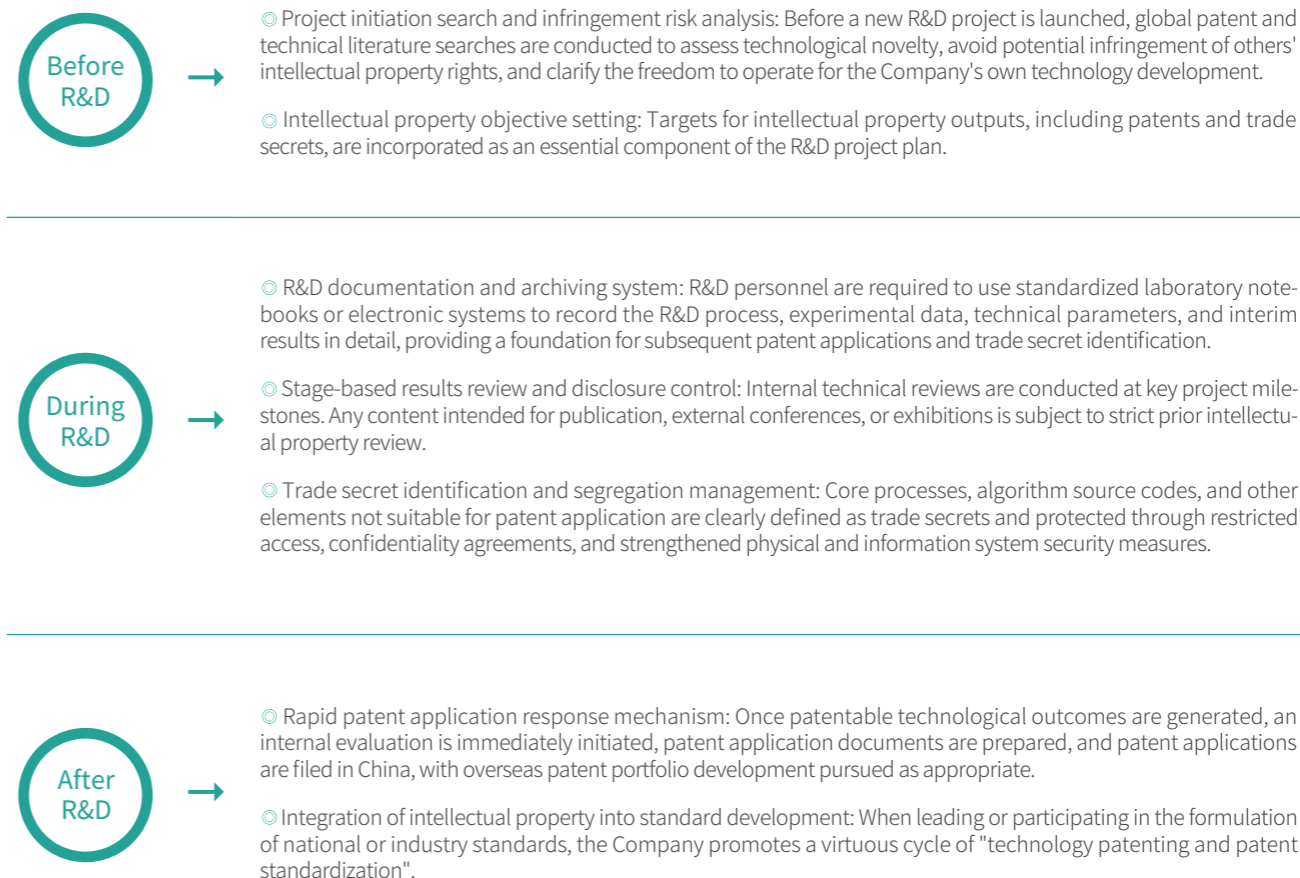 Before
R&D
◎ Project initiation search and infringement risk analysis: Before a new R&D project is launched, global patent and
technical literature searches are conducted to assess technological novelty, avoid potential infringement of others'
intellectual property rights, and clarify the freedom to operate for the Company's own technology development.
◎ Intellectual property objective setting: Targets for intellectual property outputs, including patents and trade
secrets, are incorporated as an essential component of the R&D project plan.
During
R&D
◎ R&D documentation and archiving system: R&D personnel are required to use standardized laboratory note-
books or electronic systems to record the R&D process, experimental data, technical parameters, and interim
results in detail, providing a foundation for subsequent patent applications and trade secret identification.
◎ Stage-based results review and disclosure control: Internal technical reviews are conducted at key project mile-
stones. Any content intended for publication, external conferences, or exhibitions is subject to strict prior intellectu-
al property review.
◎ Trade secret identification and segregation management: Core processes, algorithm source codes, and other
elements not suitable for patent application are clearly defined as trade secrets and protected through restricted
access, confidentiality agreements, and strengthened physical and information system security measures.
After
R&D
◎ Rapid patent application response mechanism: Once patentable technological outcomes are generated, an
internal evaluation is immediately initiated, patent application documents are prepared, and patent applications
are filed in China, with overseas patent portfolio development pursued as appropriate.
◎ Integration of intellectual property into standard development: When leading or participating in the formulation
of national or industry standards, the Company promotes a virtuous cycle of "technology patenting and patent
standardization".